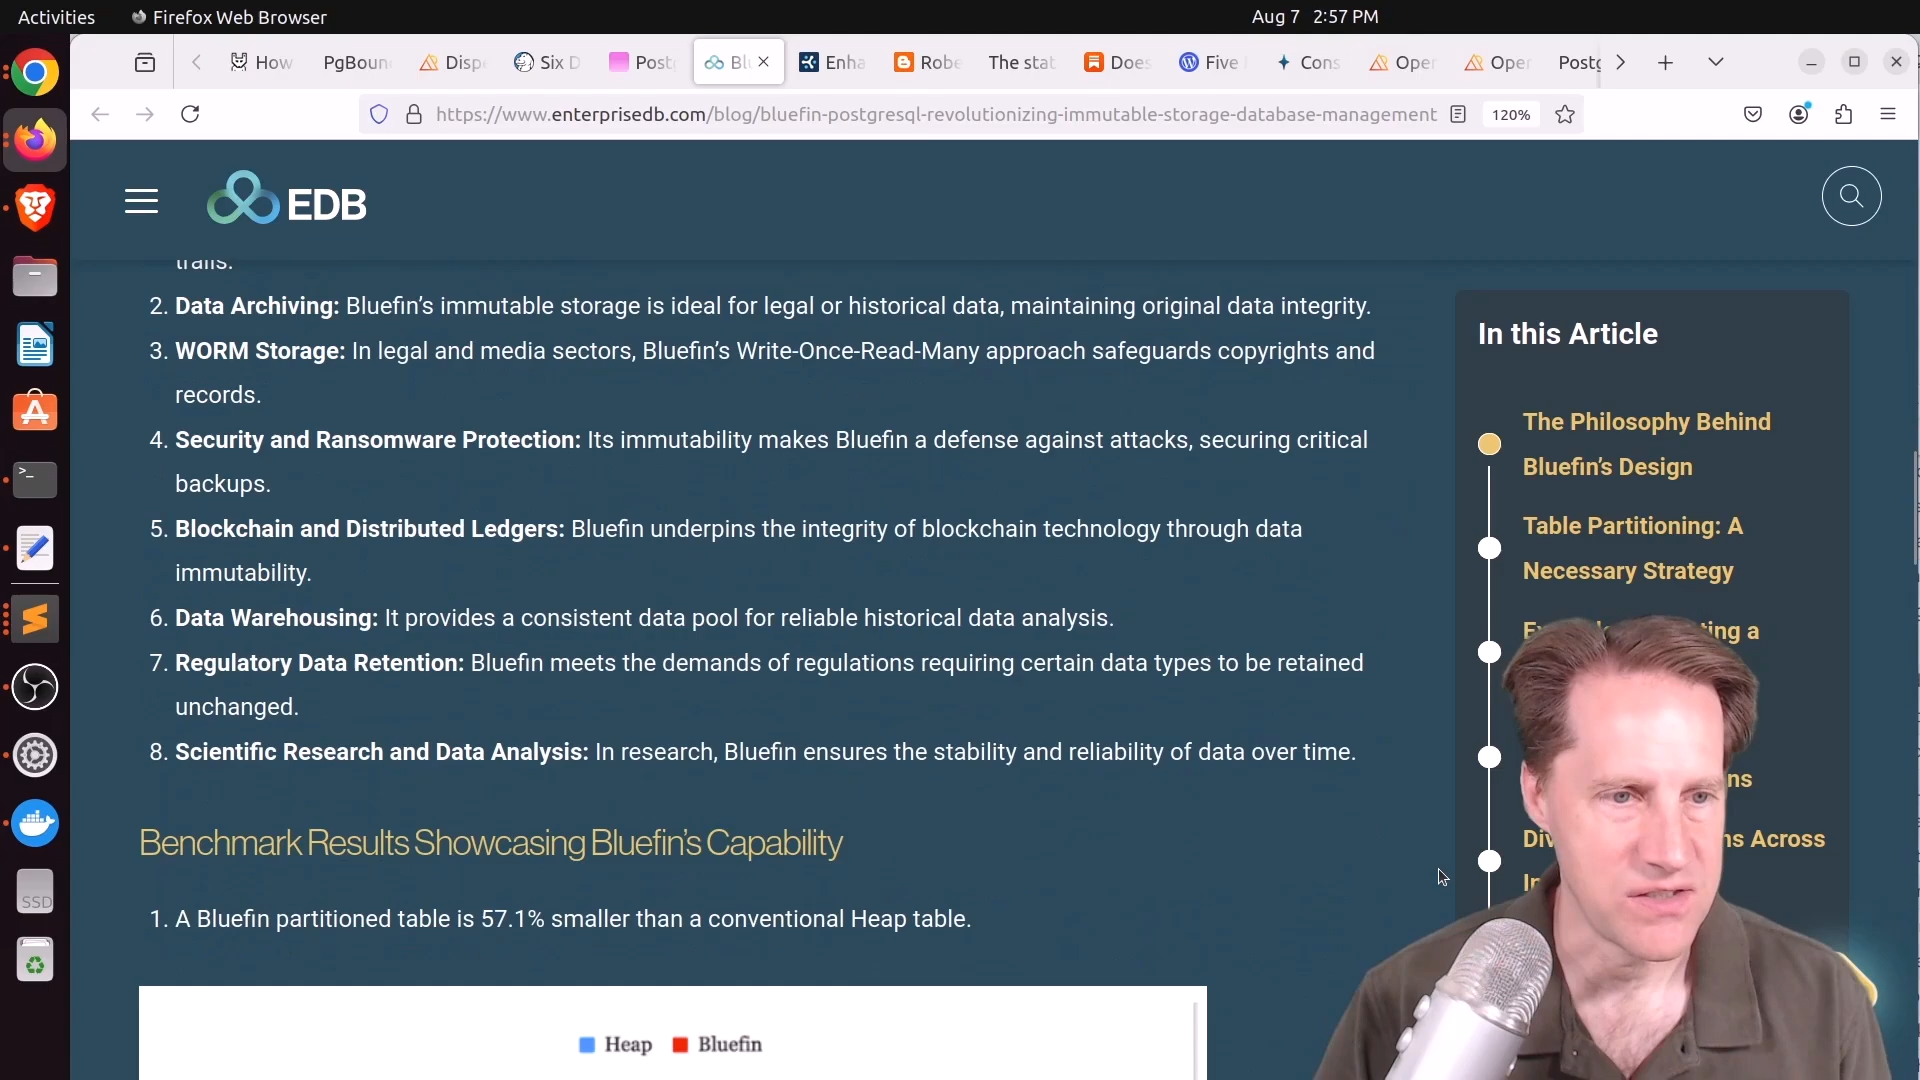 Activities
Firefox Web Browser
Aug 7 2:57 PM
How
PgBoun
Disp
Six D
Post
Bl
Enha
Robe
The stat
Does
Five
Cons
Oper
Oper
Postg
https://www.enterprisedb.com/blog/bluefin-postgresql-revolutionizing-immutable-storage-database-management
120%
EDB
trails.
2. Data Archiving: Bluefin’s immutable storage is ideal for legal or historical data, maintaining original data integrity.
3. WORM Storage: In legal and media sectors, Bluefin’s Write-Once-Read-Many approach safeguards copyrights and
records.
4. Security and Ransomware Protection: Its immutability makes Bluefin a defense against attacks, securing critical
backups.
5. Blockchain and Distributed Ledgers: Bluefin underpins the integrity of blockchain technology through data
immutability.
6. Data Warehousing: It provides a consistent data pool for reliable historical data analysis.
7. Regulatory Data Retention: Bluefin meets the demands of regulations requiring certain data types to be retained
unchanged.
8. Scientific Research and Data Analysis: In research, Bluefin ensures the stability and reliability of data over time.
Benchmark Results Showcasing Bluefin’s Capability
1. A Bluefin partitioned table is 57.1% smaller than a conventional Heap table.
Heap
Bluefin
In this Article
The Philosophy Behind
Bluefin’s Design
Table Partitioning: A
Necessary Strategy
a
Across
SSD